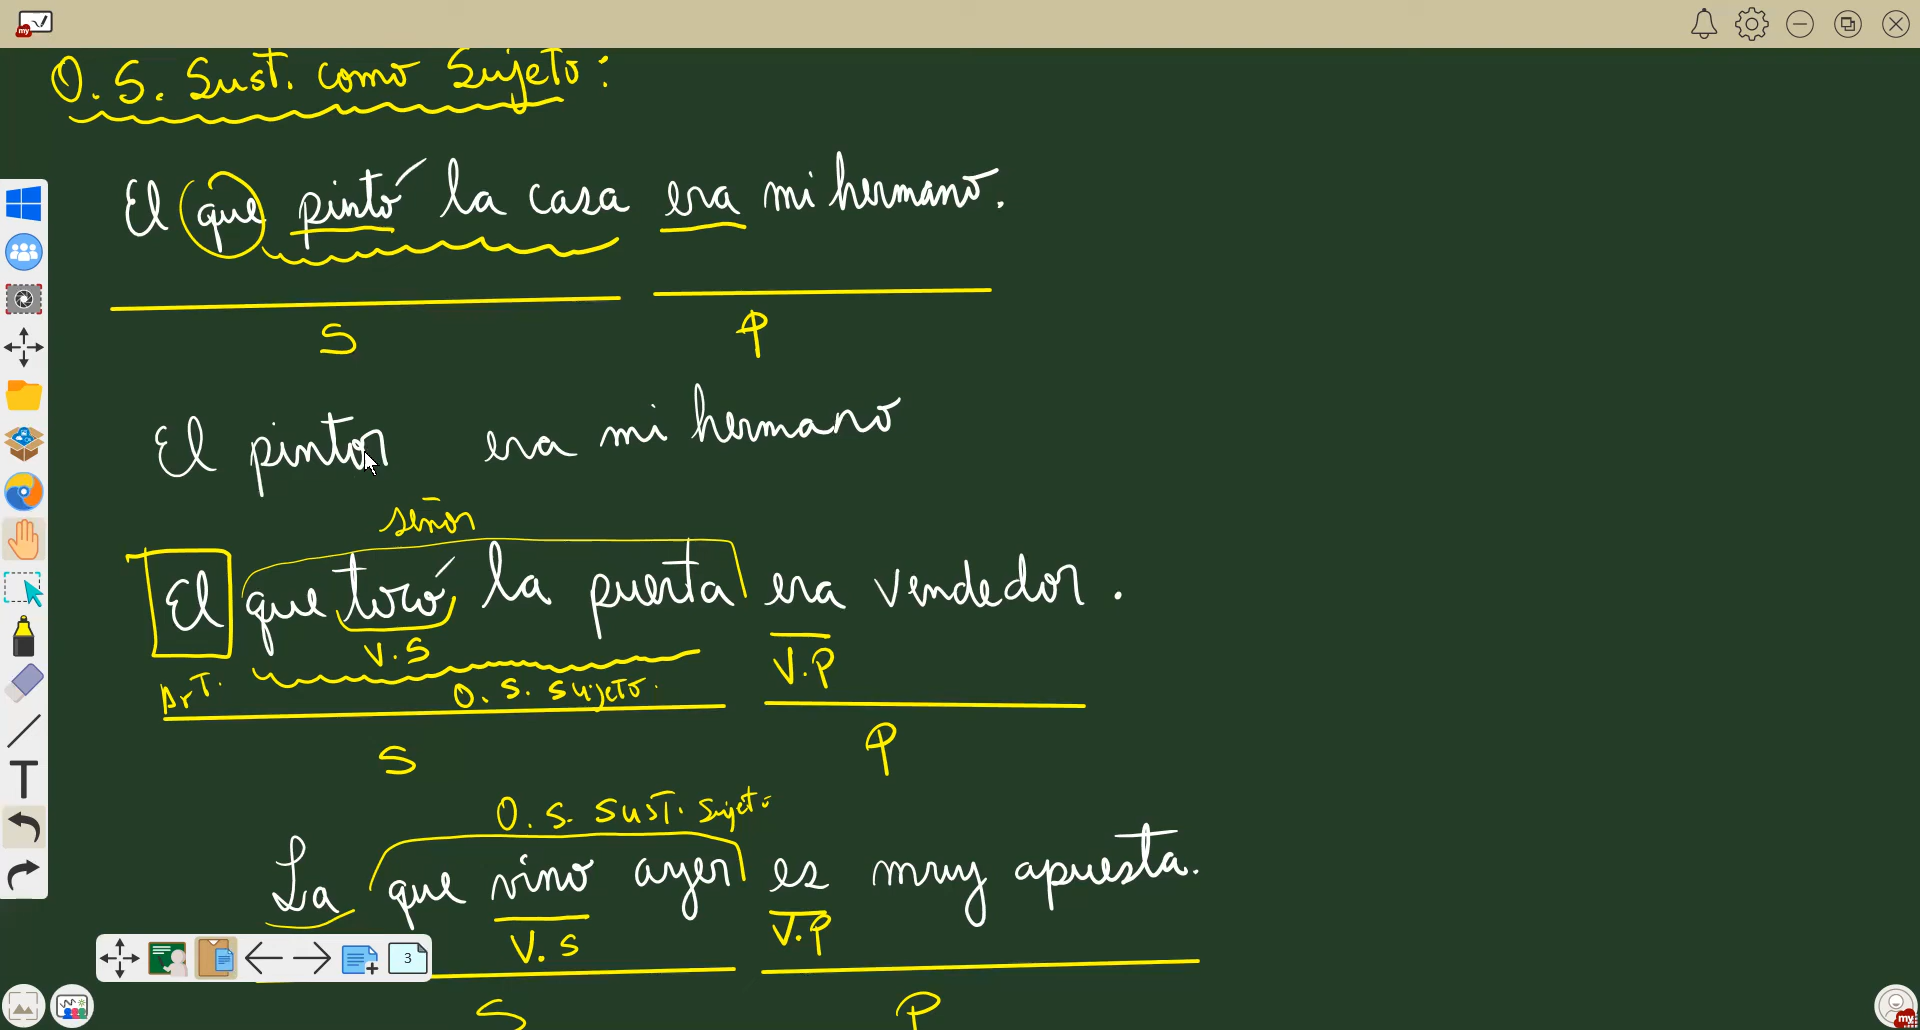 O. S. Sust. como Sujeto:
El que pintó la casa era mi hermano.
S P
El pintor era mi hermano
señor
El que tocó la puerta era vendedor.
V.S V.P
Art. O. S. Sujeto.
S P
O. S. Sust. Sujeto
La que vino ayer es muy apuesta.
V.S V.P
3
S P